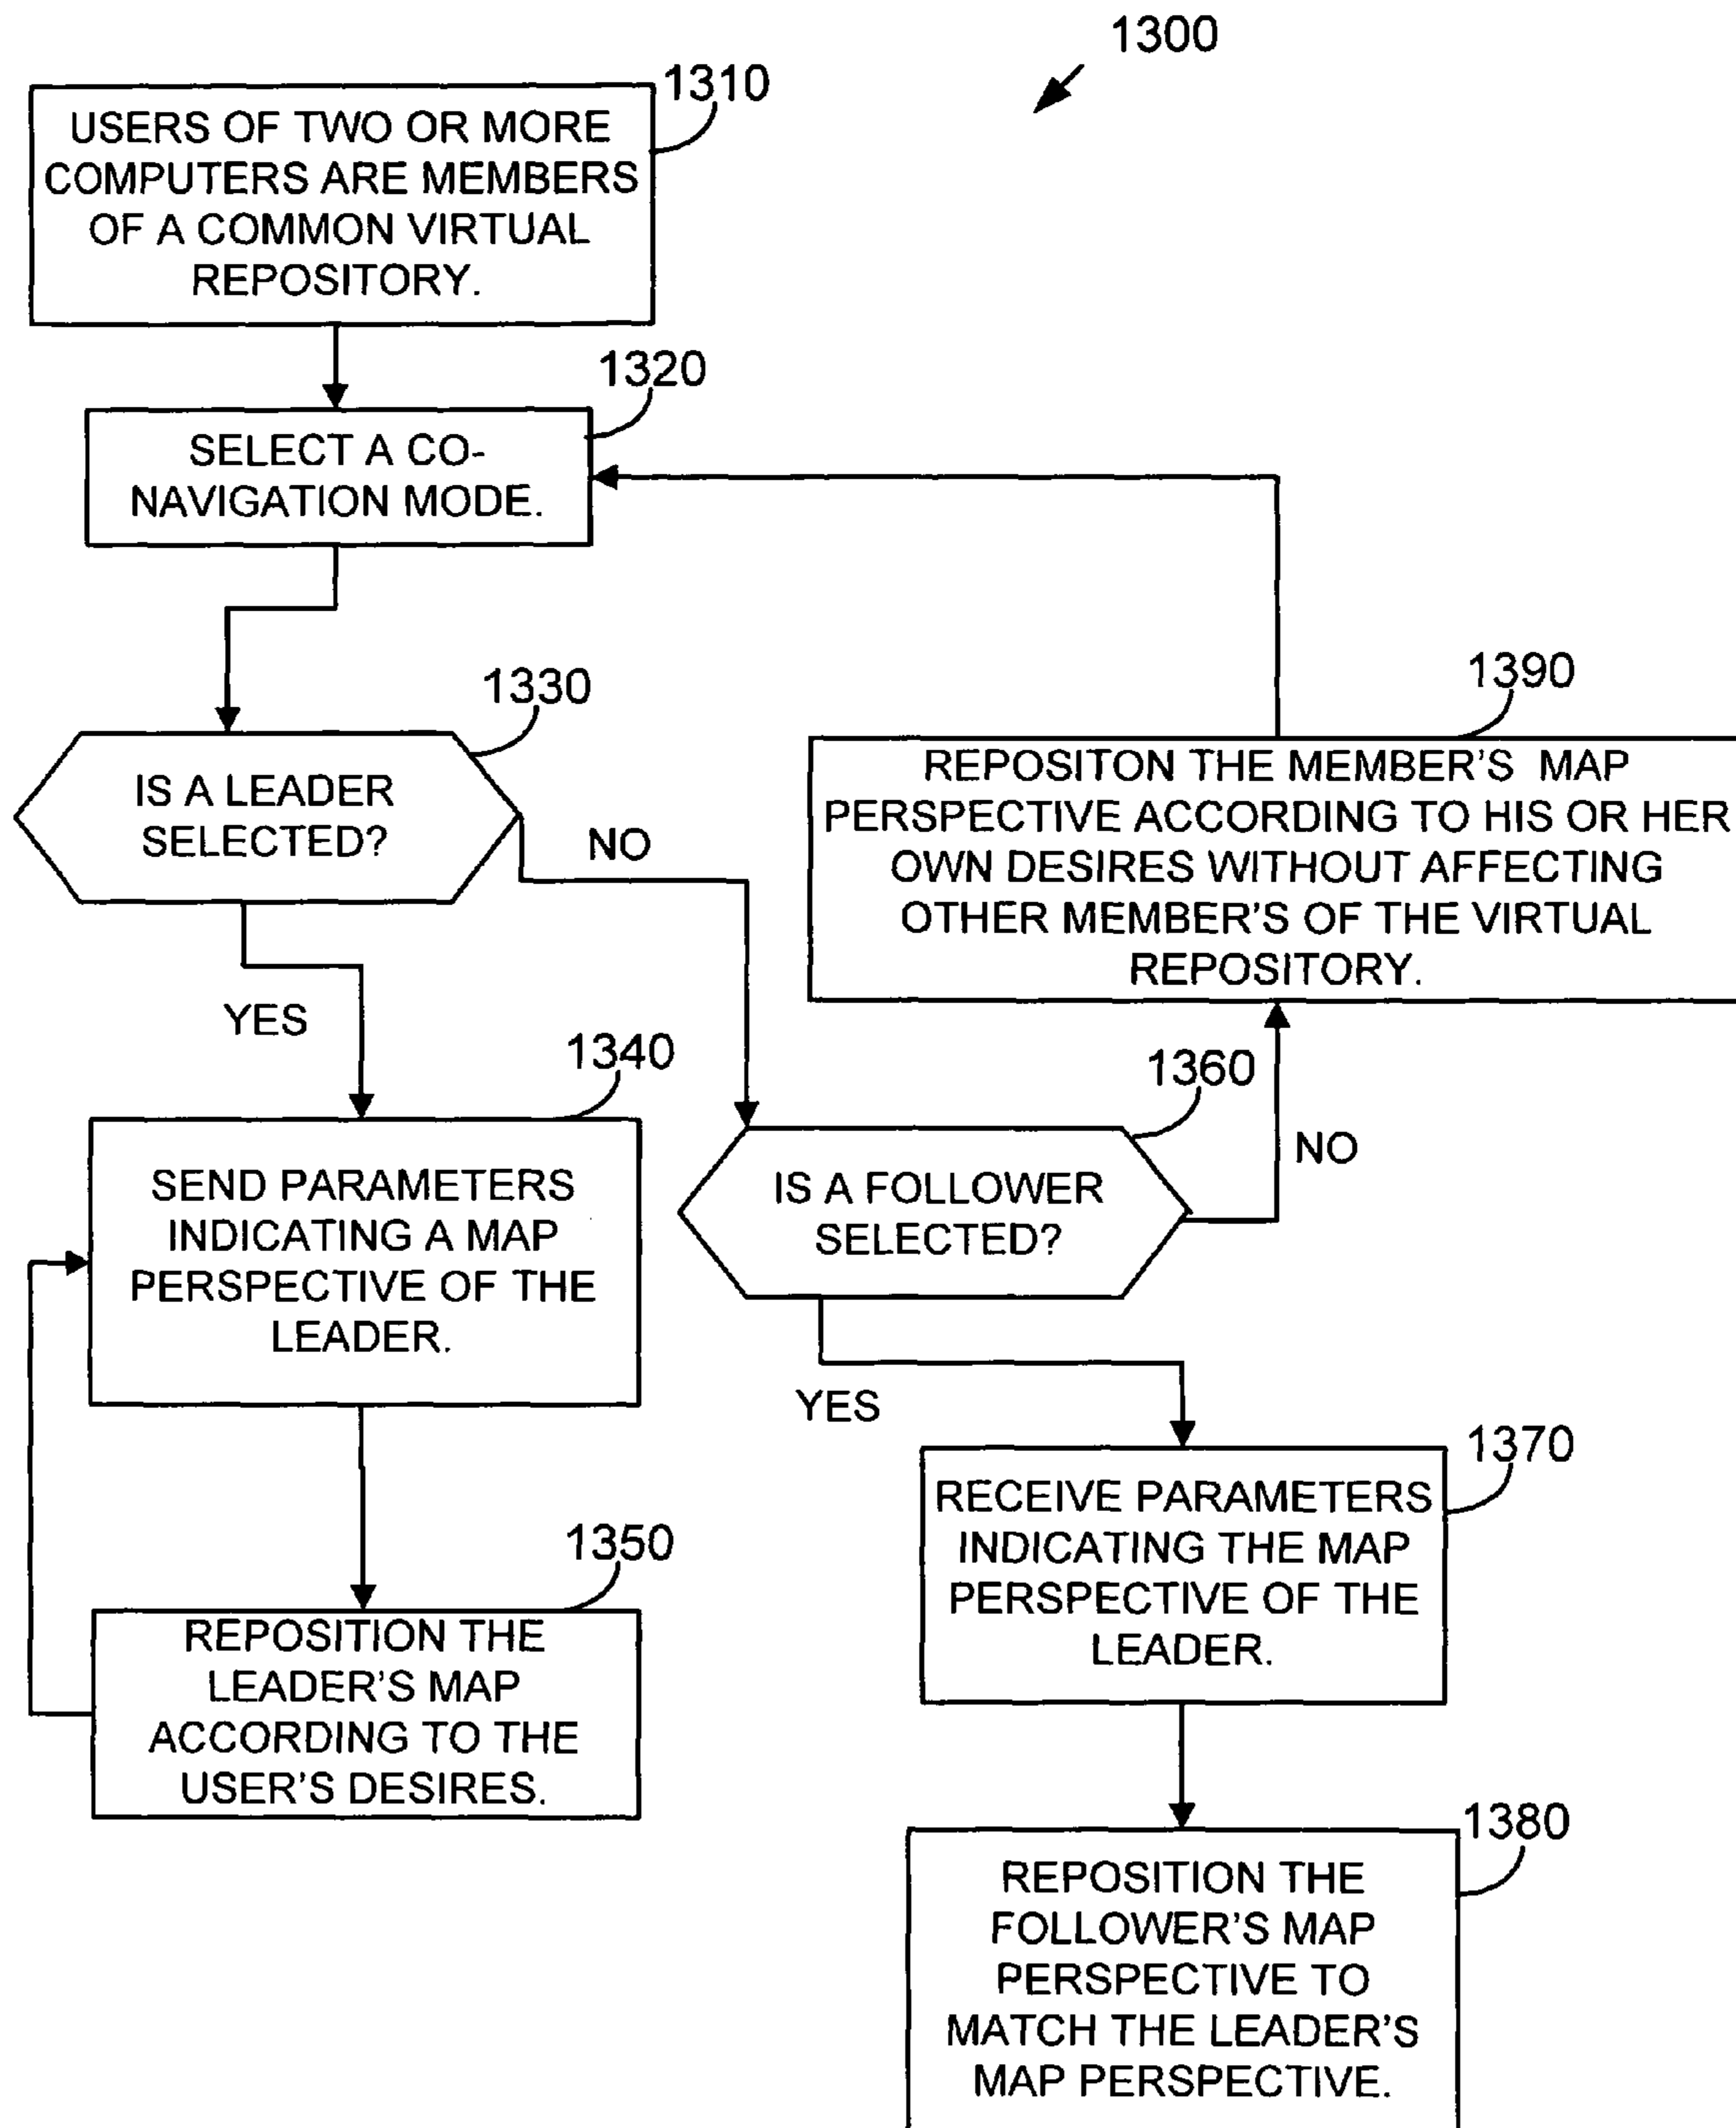 1300
1310
USERS OF TWO OR MORE
COMPUTERS ARE MEMBERS
OF A COMMON VIRTUAL
REPOSITORY.
1320
SELECT A CO-
NAVIGATION MODE.
1330
IS A LEADER
SELECTED?
NO
YES
1390
REPOSITON THE MEMBER'S MAP
PERSPECTIVE ACCORDING TO HIS OR HER
OWN DESIRES WITHOUT AFFECTING
OTHER MEMBER'S OF THE VIRTUAL
REPOSITORY.
1340
SEND PARAMETERS
INDICATING A MAP
PERSPECTIVE OF THE
LEADER.
1360
IS A FOLLOWER
SELECTED?
NO
YES
1350
REPOSITION THE
LEADER'S MAP
ACCORDING TO THE
USER'S DESIRES.
1370
RECEIVE PARAMETERS
INDICATING THE MAP
PERSPECTIVE OF THE
LEADER.
1380
REPOSITION THE
FOLLOWER'S MAP
PERSPECTIVE TO
MATCH THE LEADER'S
MAP PERSPECTIVE.